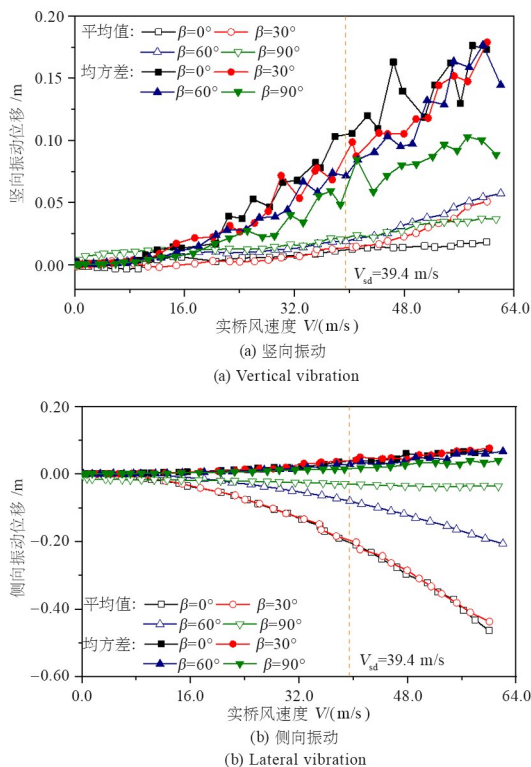 平均值: β=0° β=30°
β=60° β=90°
均方差: β=0° β=30°
β=60° β=90°
0.20
0.15
0.10
0.05
0.00
竖向振动位移 /m
V_sd=39.4 m/s
0.0 16.0 32.0 48.0 64.0
实桥风速度 V/(m/s)
(a) 竖向振动
(a) Vertical vibration
0.20
0.00
-0.20
-0.40
-0.60
侧向振动位移 /m
平均值: β=0° β=30°
β=60° β=90°
均方差: β=0° β=30°
β=60° β=90°
V_sd=39.4 m/s
0.0 16.0 32.0 48.0 64.0
实桥风速度 V/(m/s)
(b) 侧向振动
(b) Lateral vibration